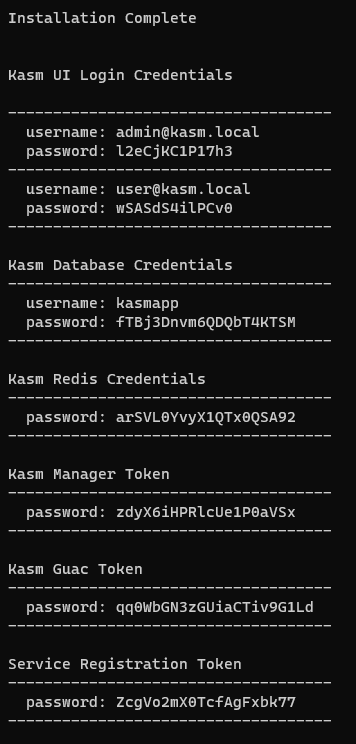 Installation Complete
Kasm UI Login Credentials
------------------------------------
username: admin@kasm.local
password: l2eCjKC1P17h3
------------------------------------
username: user@kasm.local
password: wSASdS4ilPCv0
------------------------------------
Kasm Database Credentials
------------------------------------
username: kasmapp
password: fTBj3Dnvm6QDQbT4KTSM
------------------------------------
Kasm Redis Credentials
------------------------------------
password: arSVL0YvyX1QTx0QSA92
------------------------------------
Kasm Manager Token
------------------------------------
password: zdyX6iHPRlcUe1P0aVSx
------------------------------------
Kasm Guac Token
------------------------------------
password: qq0WbGN3zGUiaCTiv9G1Ld
------------------------------------
Service Registration Token
------------------------------------
password: ZcgVo2mX0TcfAgFxbk77
------------------------------------